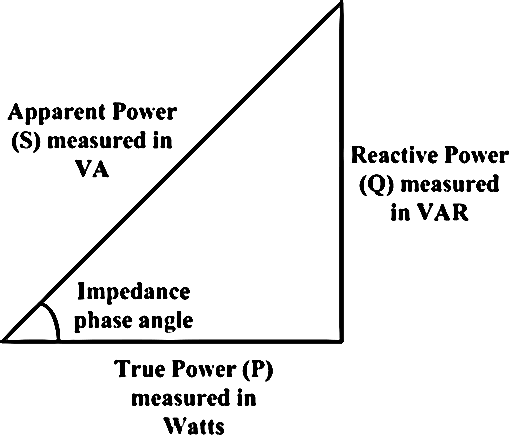 Apparent Power
(S) measured in
VA
Reactive Power
(Q) measured
in VAR
Impedance
phase angle
True Power (P)
measured in
Watts